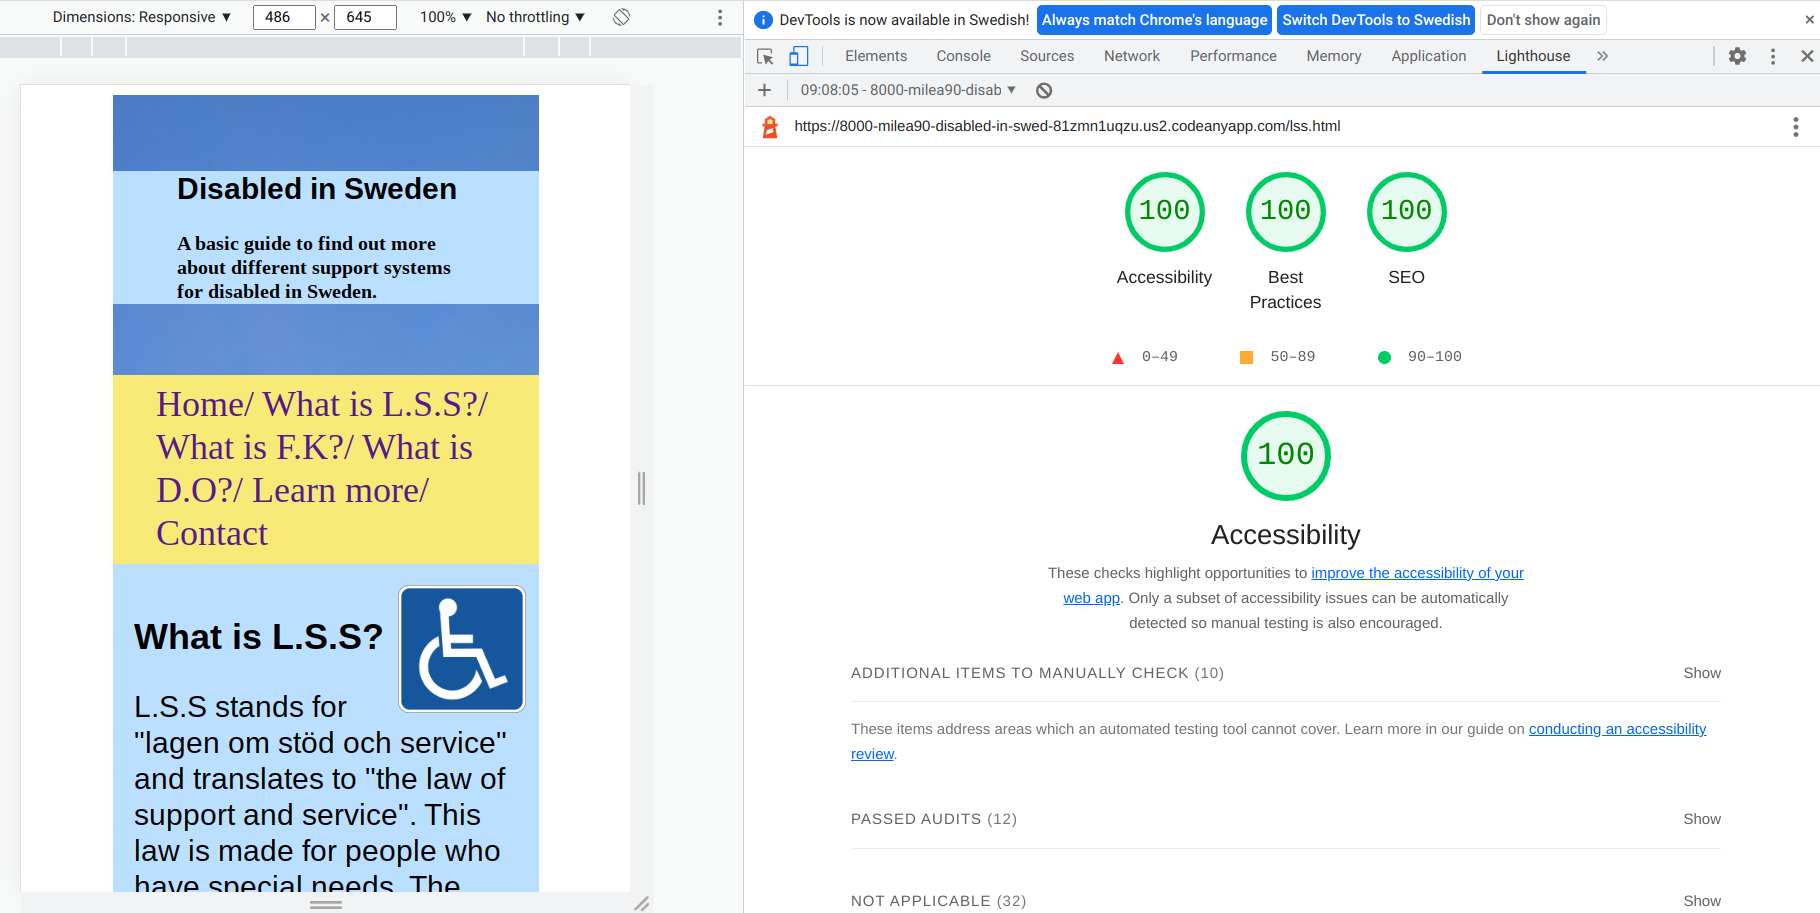 Dimensions: Responsive ▼ 486 × 645 100% ▼ No throttling ▼
Disabled in Sweden
A basic guide to find out more
about different support systems
for disabled in Sweden.
Home/ What is L.S.S?/
What is F.K?/ What is
D.O?/ Learn more/
Contact
What is L.S.S?
L.S.S stands for
"lagen om stöd och service"
and translates to "the law of
support and service". This
law is made for people who
have special needs. The
DevTools is now available in Swedish! Always match Chrome's language Switch DevTools to Swedish Don't show again ×
Elements Console Sources Network Performance Memory Application Lighthouse »
+ 09:08:05 - 8000-milea90-disab ▼
https://8000-milea90-disabled-in-swed-81zmn1uqzu.us2.codeanyapp.com/lss.html
100 100 100
Accessibility Best Practices SEO
0–49 50–89 90–100
100
Accessibility
These checks highlight opportunities to improve the accessibility of your
web app. Only a subset of accessibility issues can be automatically
detected so manual testing is also encouraged.
ADDITIONAL ITEMS TO MANUALLY CHECK (10) Show
These items address areas which an automated testing tool cannot cover. Learn more in our guide on conducting an accessibility
review.
PASSED AUDITS (12) Show
NOT APPLICABLE (32) Show